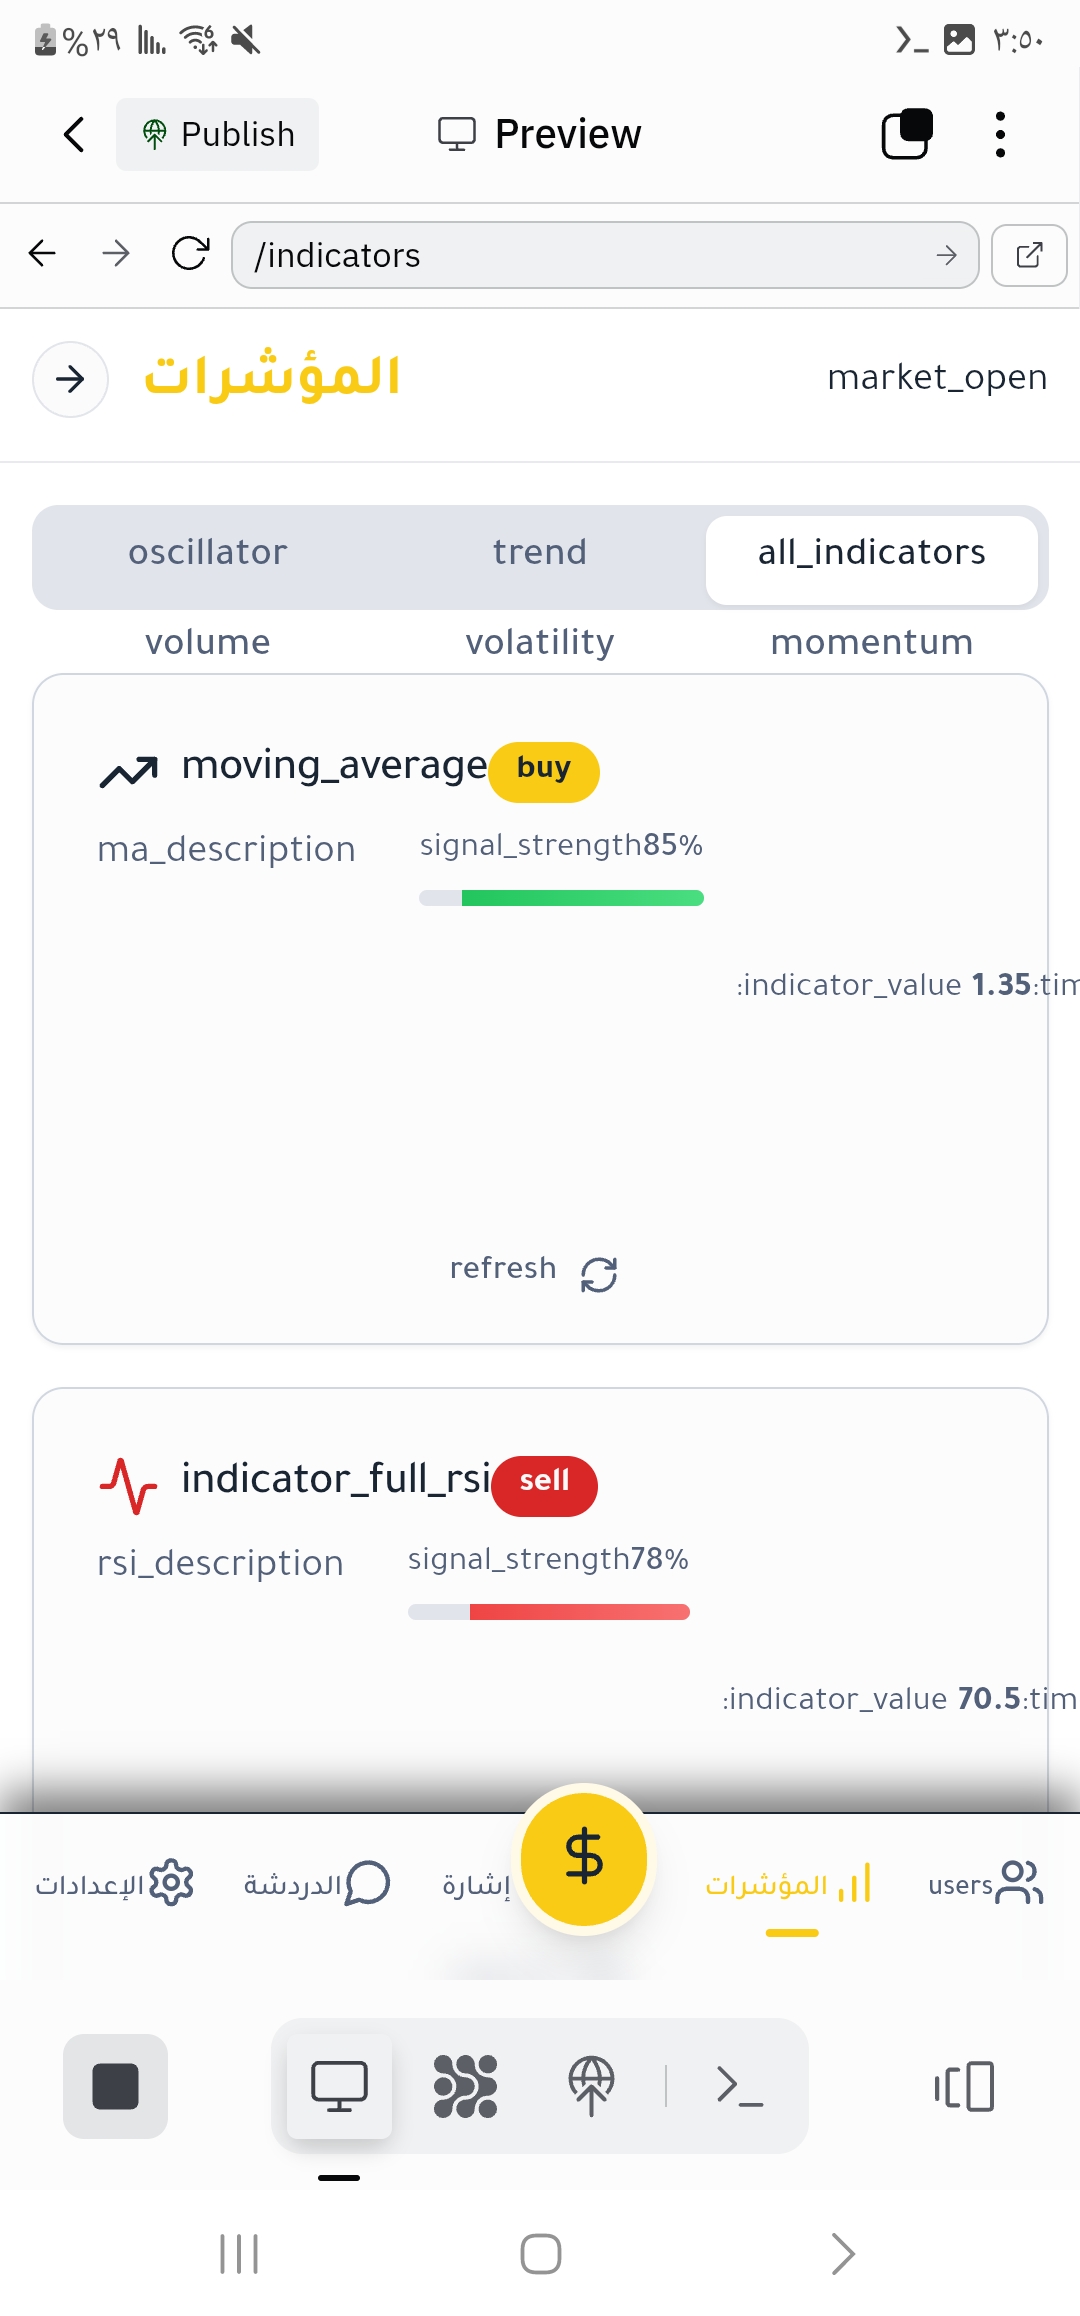 %٢٩ ٣:٥٠
Publish Preview
/indicators
المؤشرات market_open
oscillator trend all_indicators
volume volatility momentum
moving_average buy
ma_description signal_strength85%
:indicator_value 1.35:tim
refresh
indicator_full_rsi sell
rsi_description signal_strength78%
:indicator_value 70.5:tim
users المؤشرات إشارة الدردشة الإعدادات